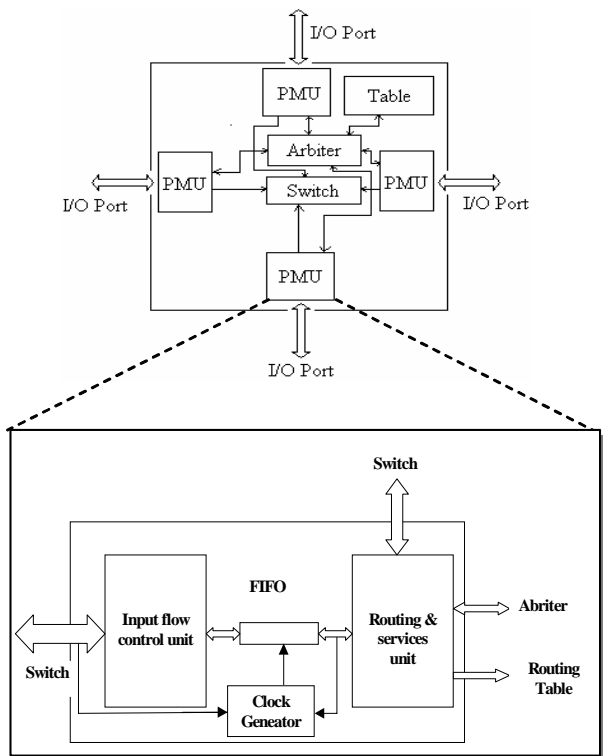 I/O Port
PMU
Table
Arbiter
PMU
PMU
Switch
I/O Port
I/O Port
PMU
I/O Port
Switch
FIFO
Input flow
control unit
Routing &
services
unit
Abriter
Switch
Routing
Table
Clock
Geneator